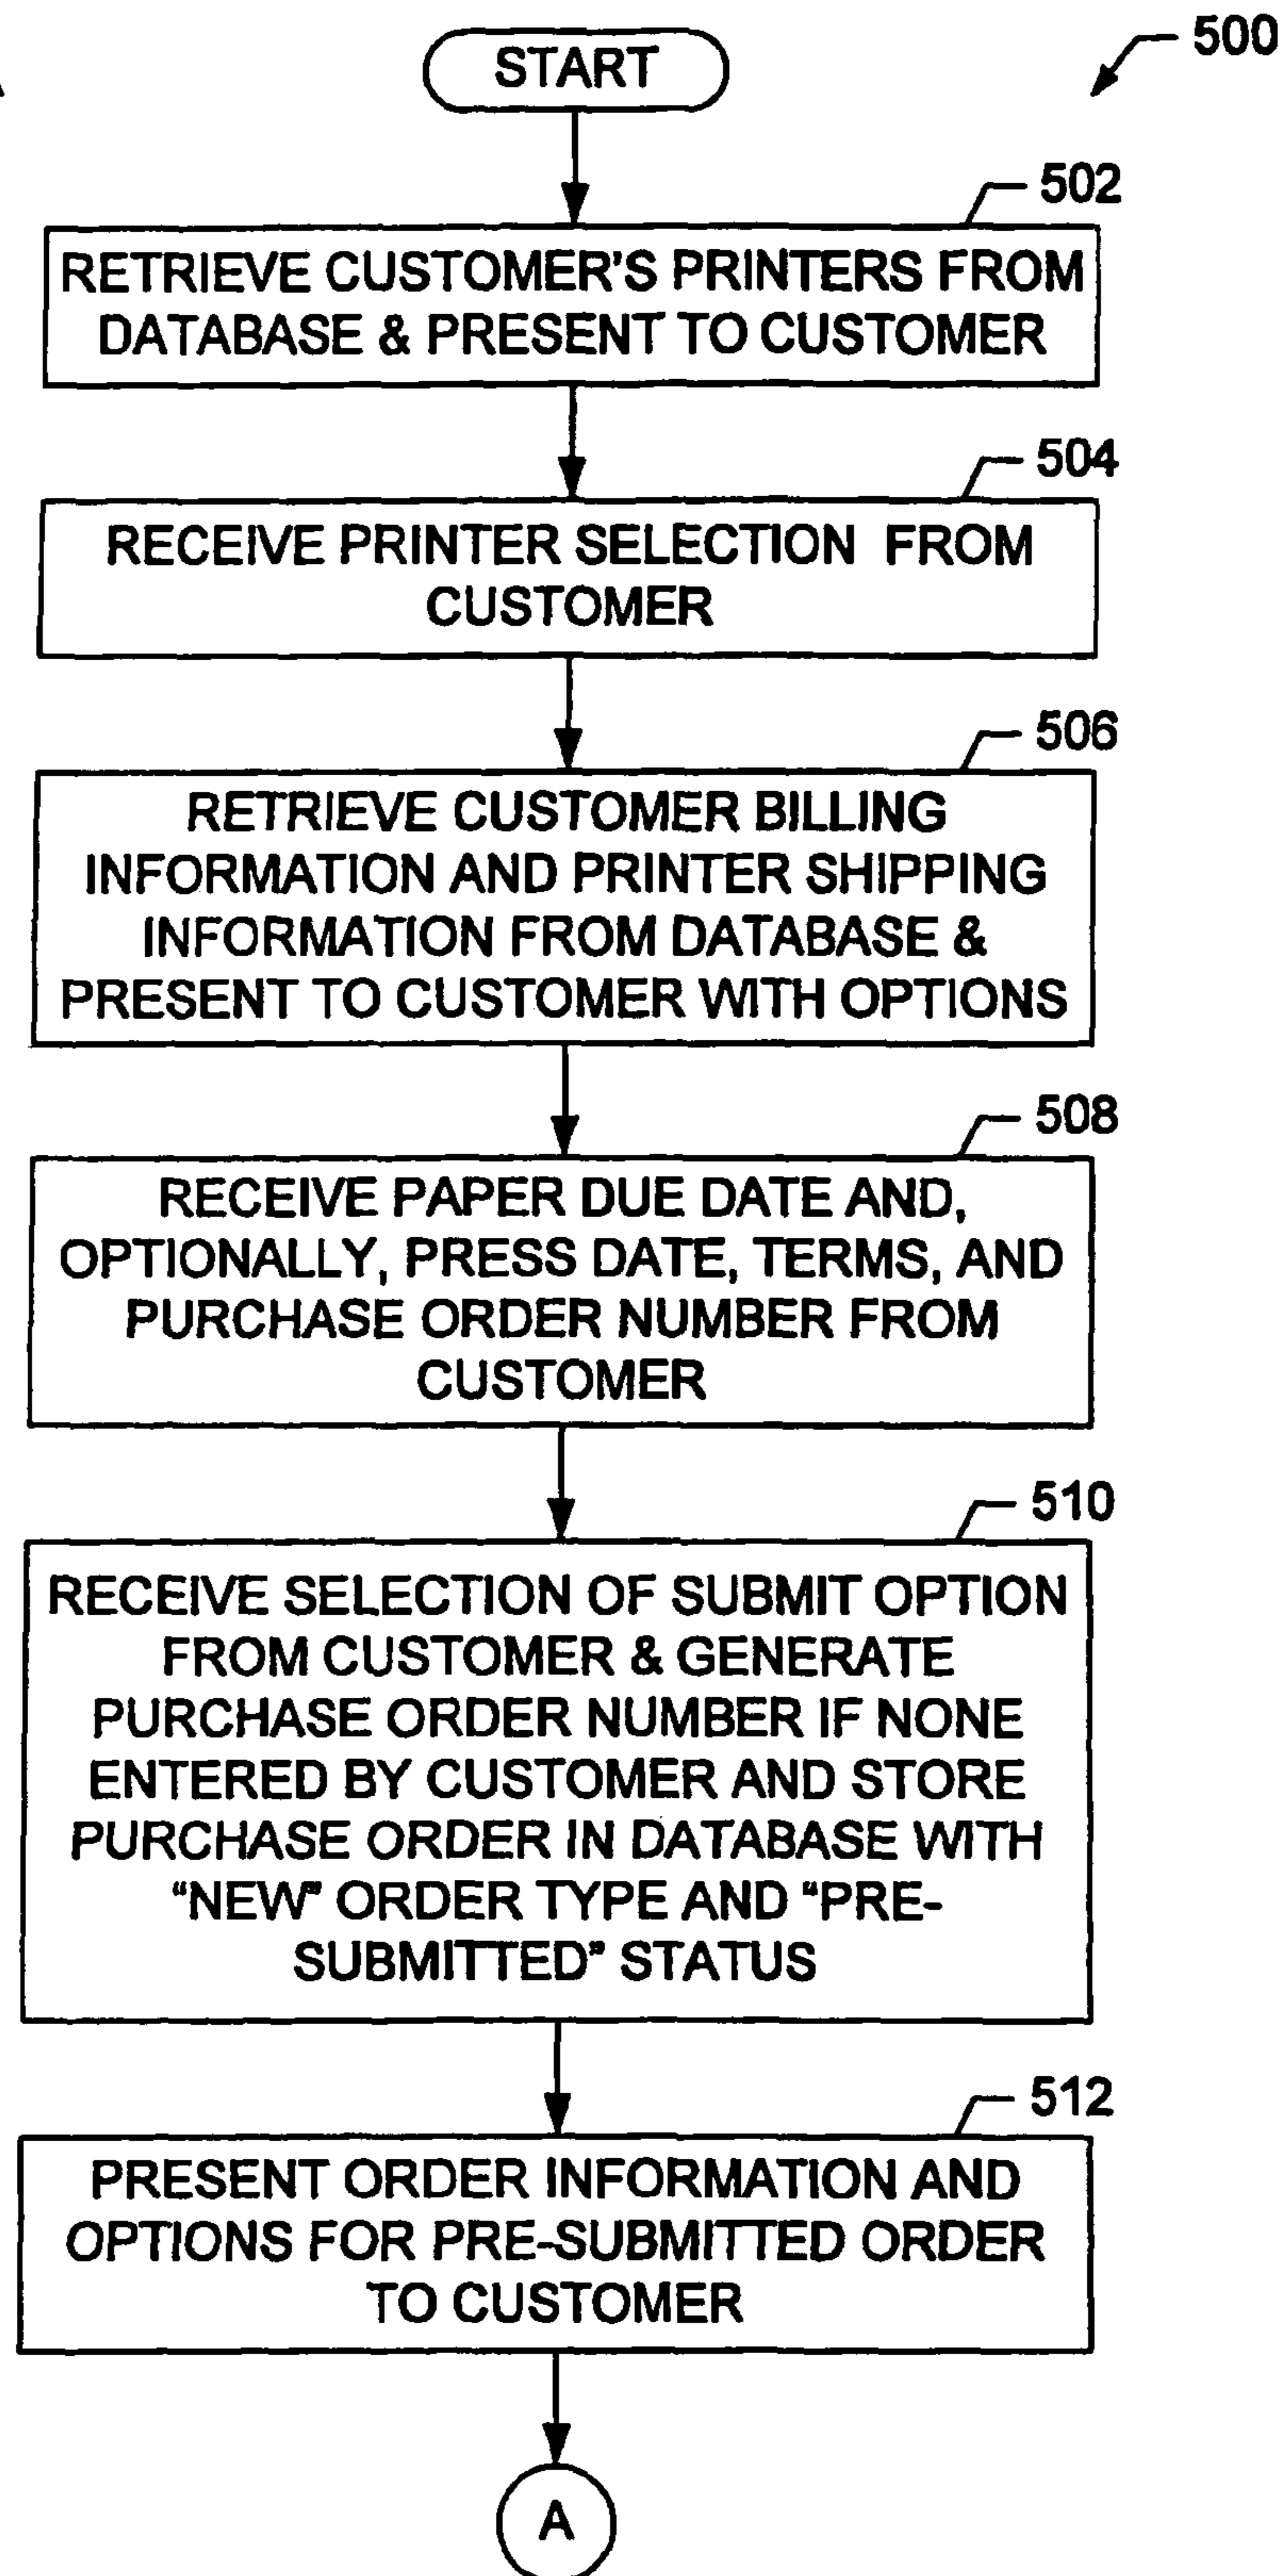 START
500
502
RETRIEVE CUSTOMER'S PRINTERS FROM
DATABASE & PRESENT TO CUSTOMER
504
RECEIVE PRINTER SELECTION FROM
CUSTOMER
506
RETRIEVE CUSTOMER BILLING
INFORMATION AND PRINTER SHIPPING
INFORMATION FROM DATABASE &
PRESENT TO CUSTOMER WITH OPTIONS
508
RECEIVE PAPER DUE DATE AND,
OPTIONALLY, PRESS DATE, TERMS, AND
PURCHASE ORDER NUMBER FROM
CUSTOMER
510
RECEIVE SELECTION OF SUBMIT OPTION
FROM CUSTOMER & GENERATE
PURCHASE ORDER NUMBER IF NONE
ENTERED BY CUSTOMER AND STORE
PURCHASE ORDER IN DATABASE WITH
“NEW” ORDER TYPE AND “PRE-
SUBMITTED” STATUS
512
PRESENT ORDER INFORMATION AND
OPTIONS FOR PRE-SUBMITTED ORDER
TO CUSTOMER
A